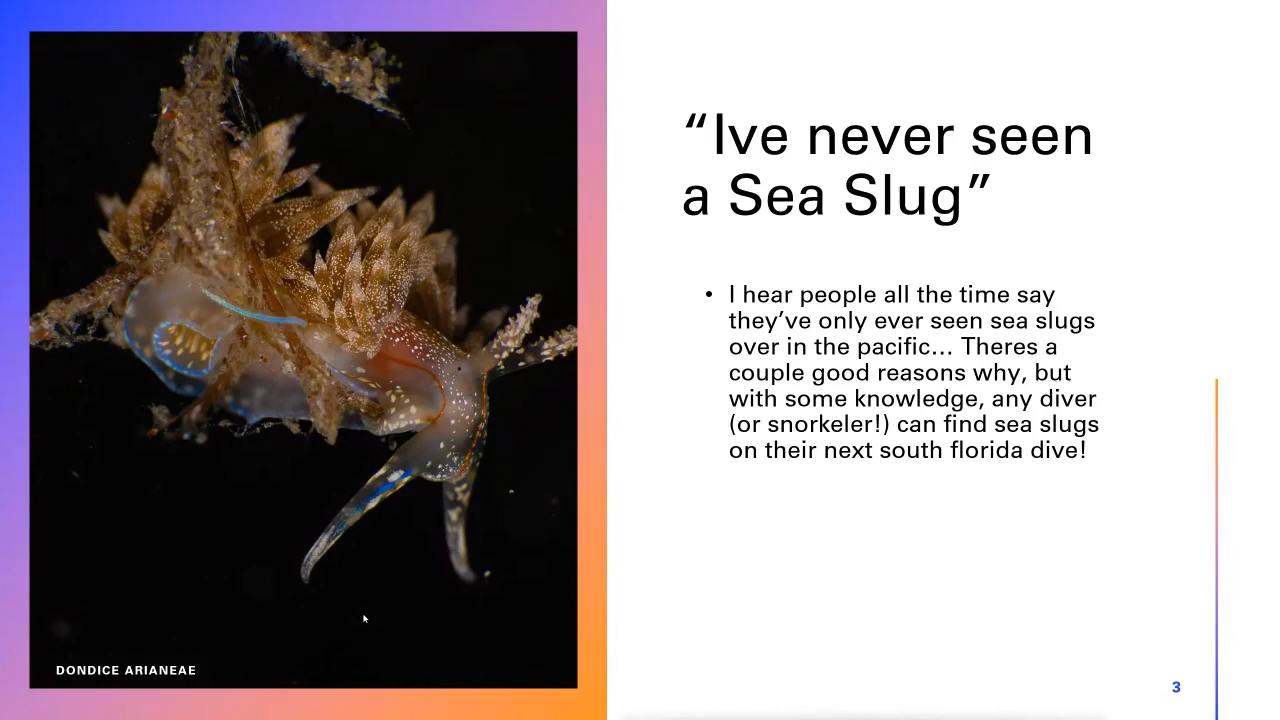 “Ive never seen
a Sea Slug”
• I hear people all the time say
they’ve only ever seen sea slugs
over in the pacific… Theres a
couple good reasons why, but
with some knowledge, any diver
(or snorkeler!) can find sea slugs
on their next south florida dive!
DONDICE ARIANEAE
3